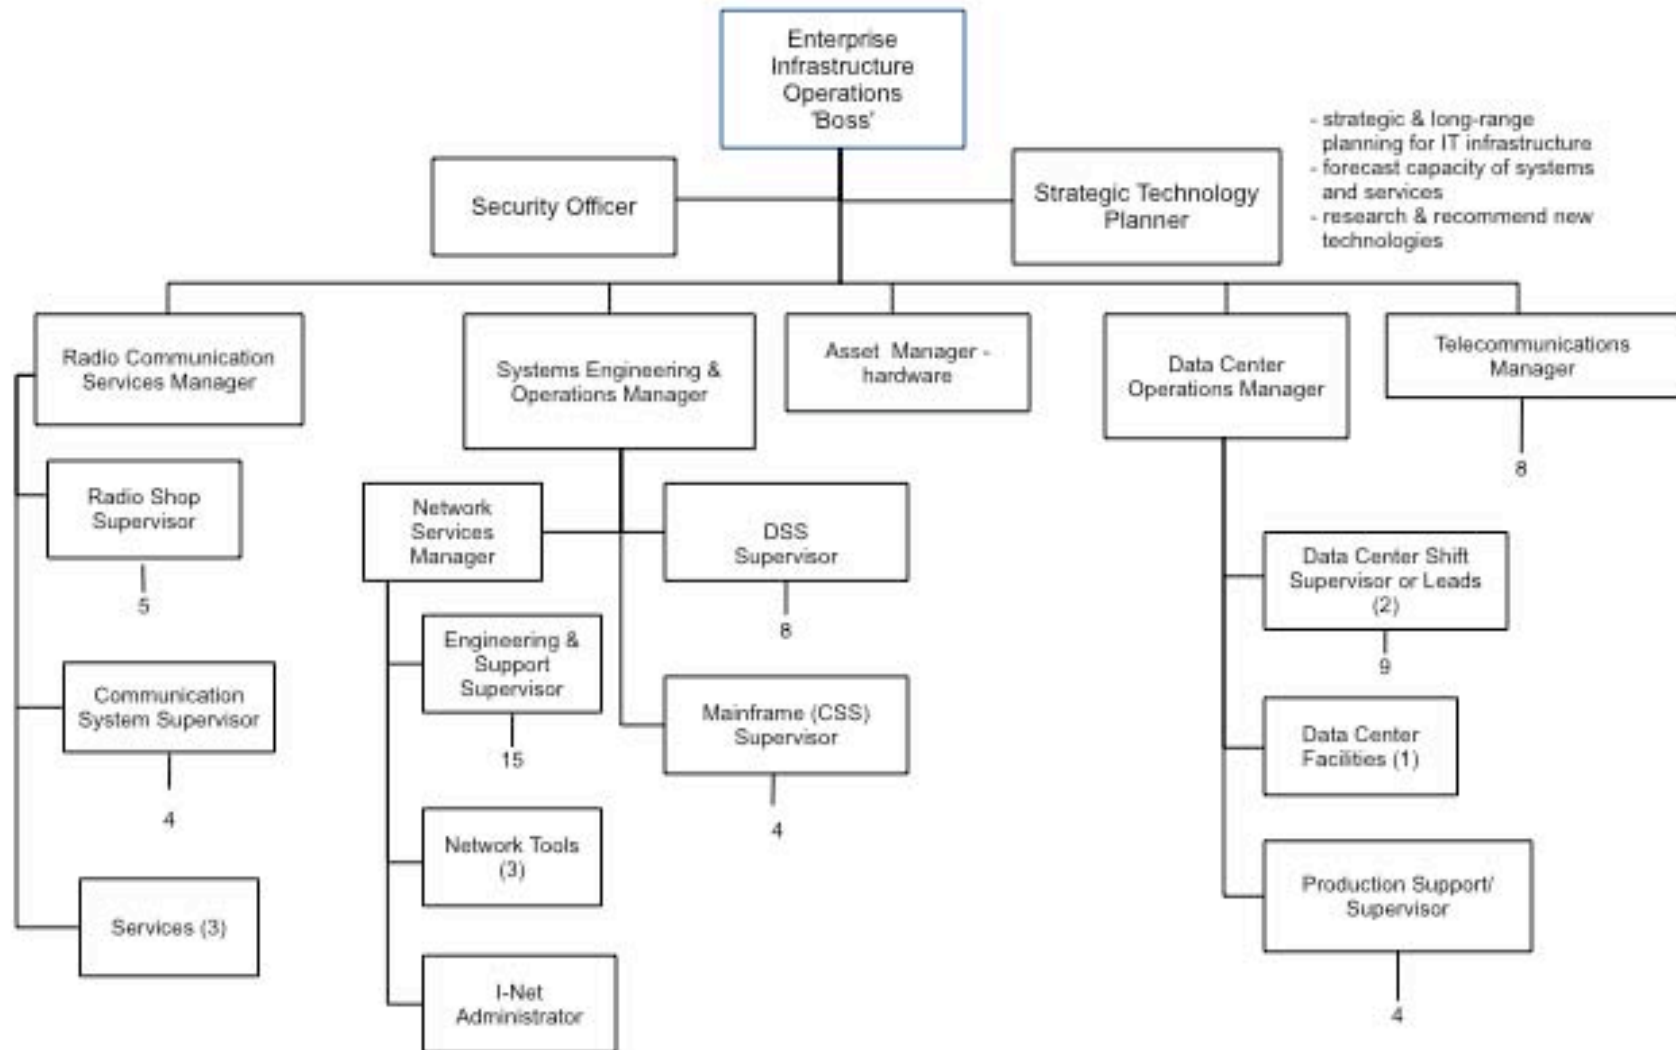 Enterprise
Infrastructure
Operations
'Boss'
Security Officer
Strategic Technology
Planner
- strategic & long-range
planning for IT infrastructure
- forecast capacity of systems
and services
- research & recommend new
technologies
Radio Communication
Services Manager
Systems Engineering &
Operations Manager
Asset Manager -
hardware
Data Center
Operations Manager
Telecommunications
Manager
8
Radio Shop
Supervisor
5
Communication
System Supervisor
4
Services (3)
Network
Services
Manager
Engineering &
Support
Supervisor
15
Network Tools
(3)
I-Net
Administrator
DSS
Supervisor
8
Mainframe (CSS)
Supervisor
4
Data Center Shift
Supervisor or Leads
(2)
9
Data Center
Facilities (1)
Production Support/
Supervisor
4